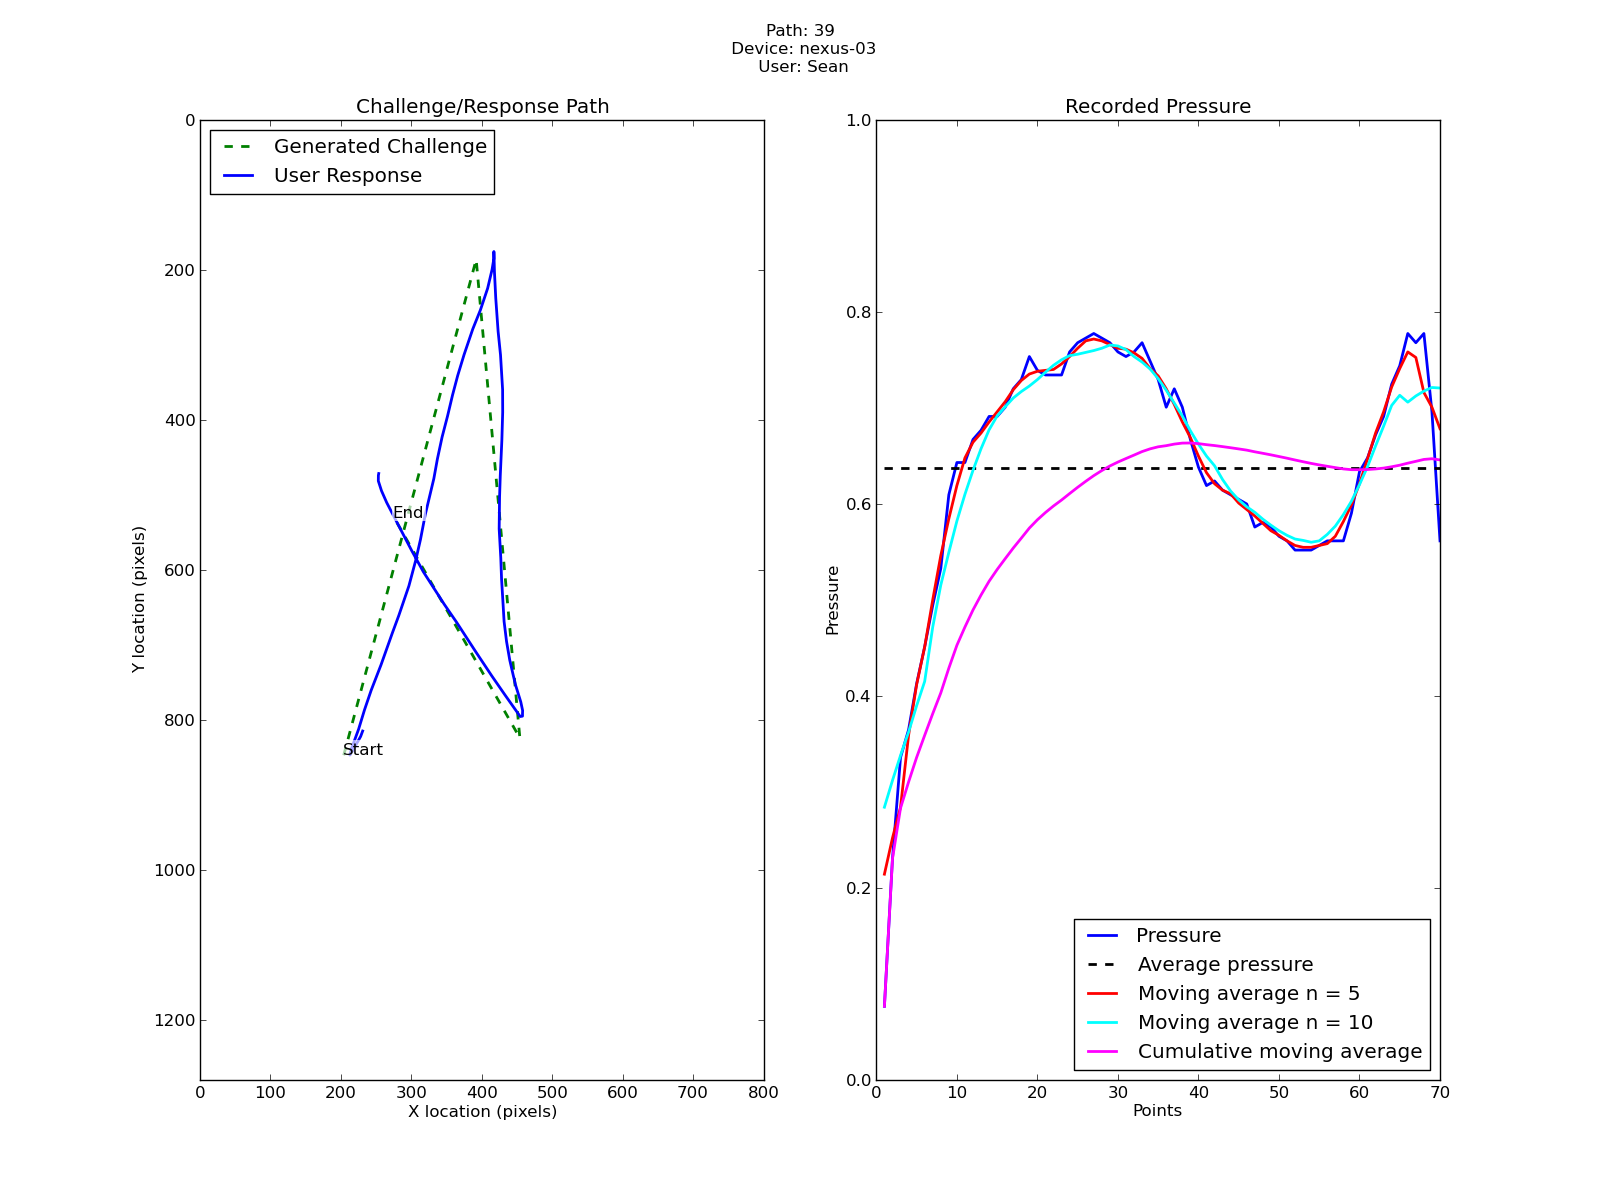 Path: 39
Device: nexus-03
User: Sean
Challenge/Response Path
Generated Challenge
User Response
0
200
400
600
800
1000
1200
Y location (pixels)
End
Start
0 100 200 300 400 500 600 700 800
X location (pixels)
Recorded Pressure
1.0
0.8
0.6
0.4
0.2
0.0
Pressure
Pressure
Average pressure
Moving average n = 5
Moving average n = 10
Cumulative moving average
0 10 20 30 40 50 60 70
Points